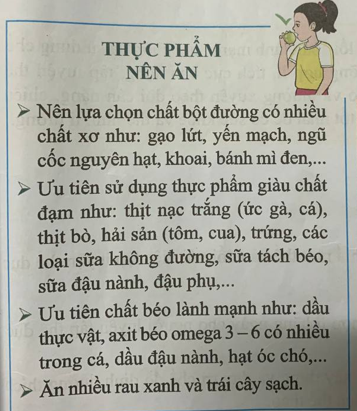 THỰC PHẨM
NÊN ĂN
➤ Nên lựa chọn chất bột đường có nhiều
chất xơ như: gạo lứt, yến mạch, ngũ
cốc nguyên hạt, khoai, bánh mì đen,...
➤ Ưu tiên sử dụng thực phẩm giàu chất
đạm như: thịt nạc trắng (ức gà, cá),
thịt bò, hải sản (tôm, cua), trứng, các
loại sữa không đường, sữa tách béo,
sữa đậu nành, đậu phụ,...
➤ Ưu tiên chất béo lành mạnh như: dầu
thực vật, axit béo omega 3 – 6 có nhiều
trong cá, dầu đậu nành, hạt óc chó,...
➤ Ăn nhiều rau xanh và trái cây sạch.